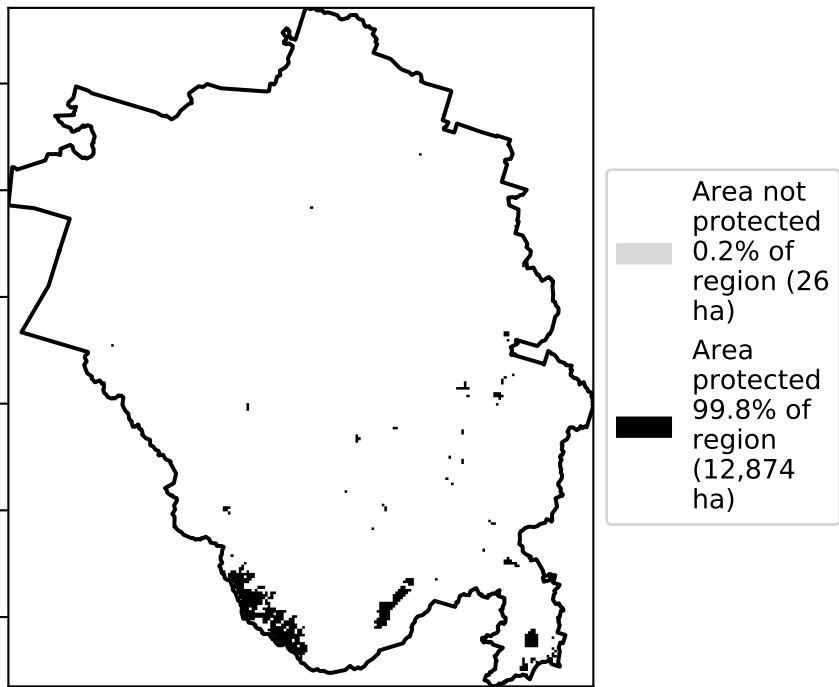 Area not
protected
0.2% of
region (26
ha)
Area
protected
99.8% of
region
(12,874
ha)